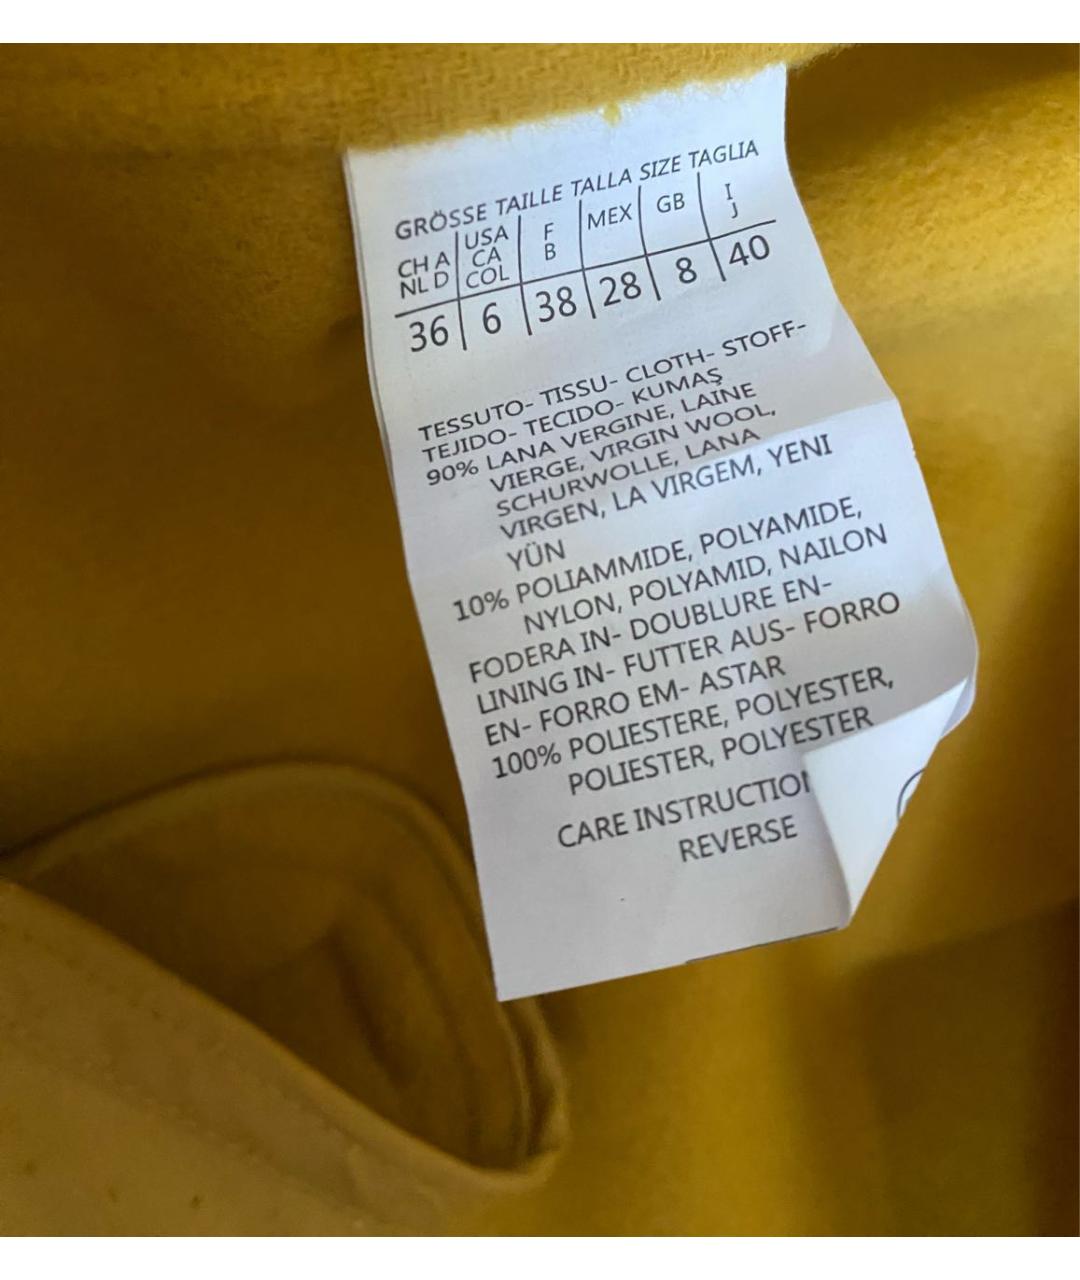 GRÖSSE TAILLE TALLA SIZE TAGLIA
CH A NL D | USA CA COL | F B | MEX | GB | I J
36 | 6 | 38 | 28 | 8 | 40
TESSUTO- TISSU- CLOTH- STOFF-
TEJIDO- TECIDO- KUMAŞ
90% LANA VERGINE, LAINE
VIERGE, VIRGIN WOOL,
SCHURWOLLE, LANA
VIRGEN, LA VIRGEM, YENI
YÜN
10% POLIAMMIDE, POLYAMIDE,
NYLON, POLYAMID, NAILON
FODERA IN- DOUBLURE EN-
LINING IN- FUTTER AUS- FORRO
EN- FORRO EM- ASTAR
100% POLIESTERE, POLYESTER,
POLIESTER, POLYESTER
CARE INSTRUCTION
REVERSE